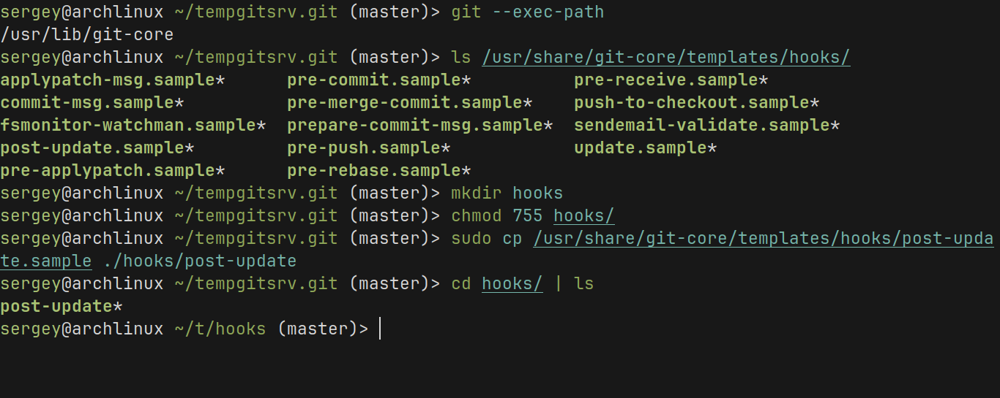 sergey@archlinux ~/tempgitsrv.git (master)> git --exec-path
/usr/lib/git-core
sergey@archlinux ~/tempgitsrv.git (master)> ls /usr/share/git-core/templates/hooks/
applypatch-msg.sample*      pre-commit.sample*          pre-receive.sample*
commit-msg.sample*          pre-merge-commit.sample*    push-to-checkout.sample*
fsmonitor-watchman.sample*  prepare-commit-msg.sample*  sendemail-validate.sample*
post-update.sample*         pre-push.sample*            update.sample*
pre-applypatch.sample*      pre-rebase.sample*
sergey@archlinux ~/tempgitsrv.git (master)> mkdir hooks
sergey@archlinux ~/tempgitsrv.git (master)> chmod 755 hooks/
sergey@archlinux ~/tempgitsrv.git (master)> sudo cp /usr/share/git-core/templates/hooks/post-upda
te.sample ./hooks/post-update
sergey@archlinux ~/tempgitsrv.git (master)> cd hooks/ | ls
post-update*
sergey@archlinux ~/t/hooks (master)>